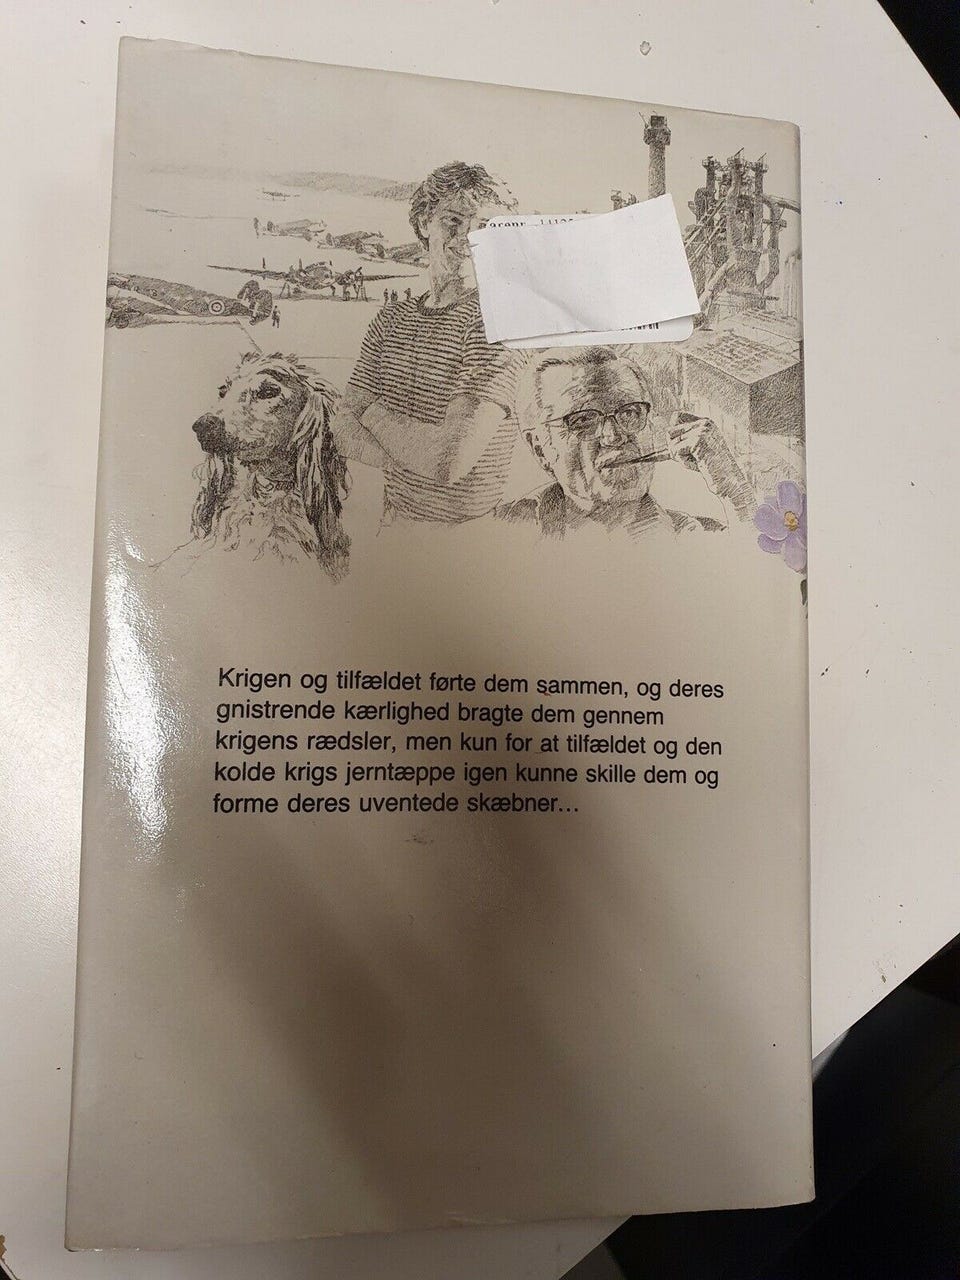 Krigen og tilfældet førte dem sammen, og deres
gnistrende kærlighed bragte dem gennem
krigens rædsler, men kun for at tilfældet og den
kolde krigs jerntæppe igen kunne skille dem og
forme deres uventede skæbner...